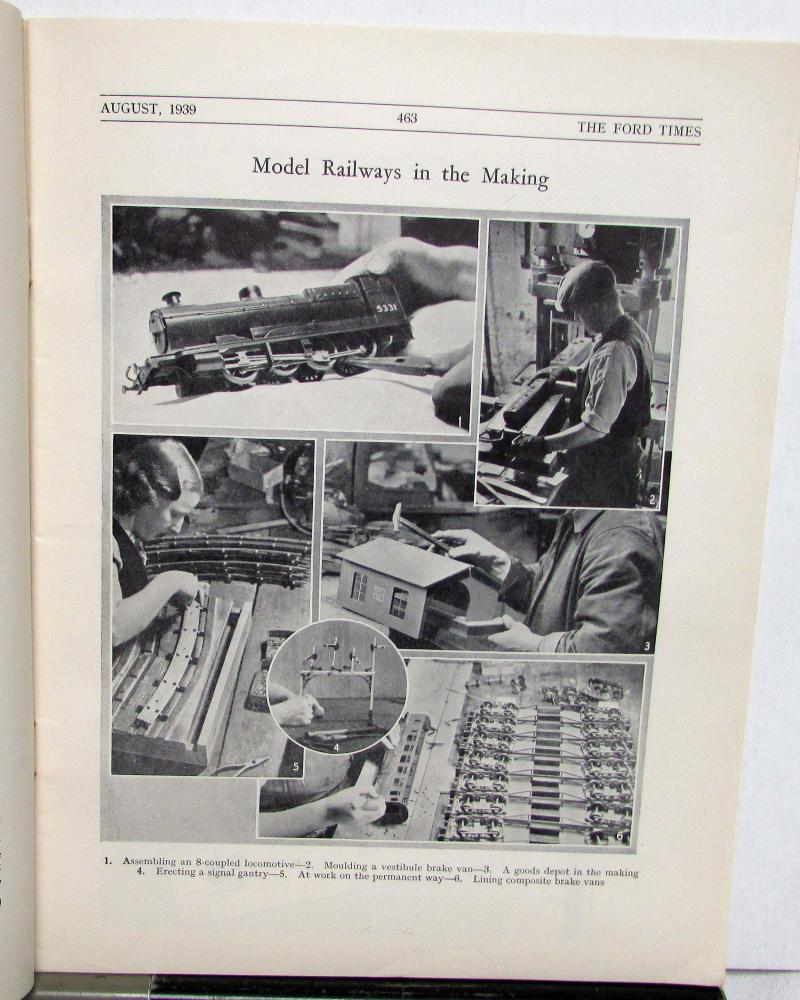 AUGUST, 1939
463
THE FORD TIMES
Model Railways in the Making
5331
1
2
3
4
5
6
1. Assembling an 8-coupled locomotive—2. Moulding a vestibule brake van—3. A goods depot in the making
4. Erecting a signal gantry—5. At work on the permanent way—6. Lining composite brake vans